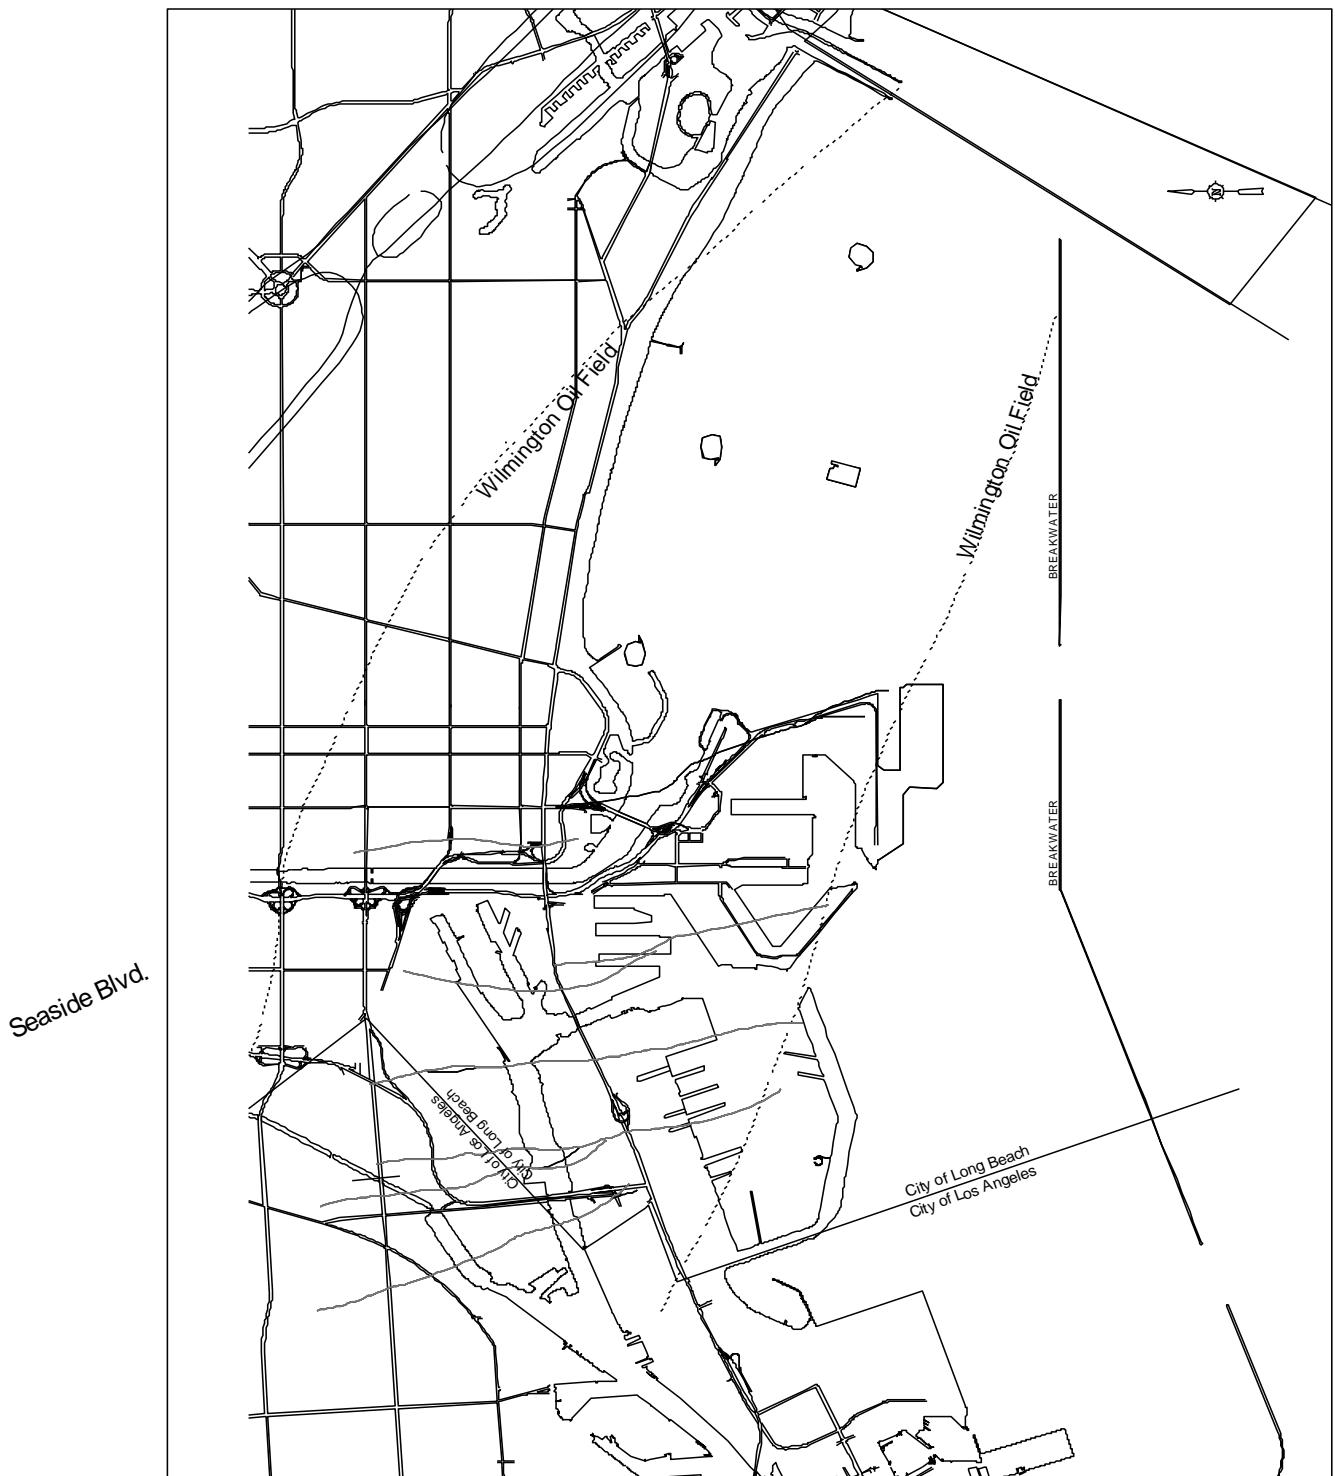 N
Wilmington Oil Field
Wilmington Oil Field
BREAKWATER
BREAKWATER
Seaside Blvd.
City of Los Angeles
City of Long Beach
City of Long Beach
City of Los Angeles